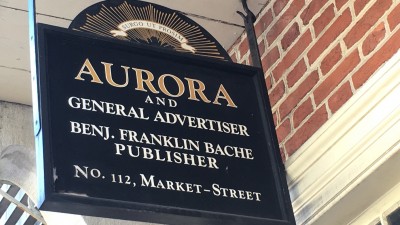 SURGO UT PROSIM
AURORA
AND
GENERAL ADVERTISER
BENJ. FRANKLIN BACHE
PUBLISHER
NO. 112, MARKET-STREET